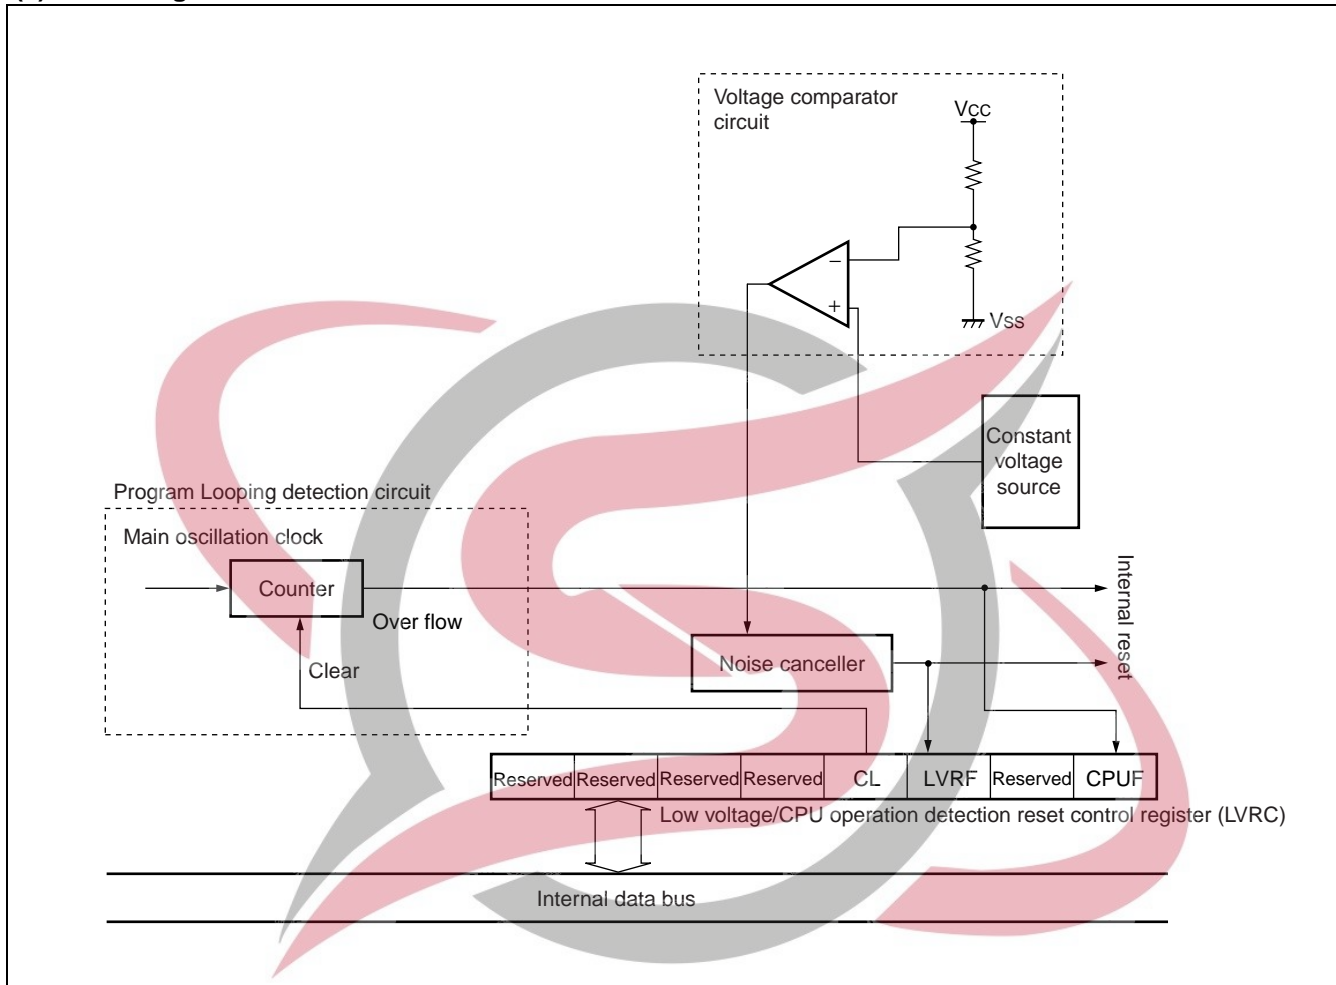 Voltage comparator
circuit
Vcc
−
+
Vss
Constant
voltage
source
Program Looping detection circuit
Main oscillation clock
Counter
Over flow
Clear
Internal reset
Noise canceller
Reserved Reserved Reserved Reserved CL LVRF Reserved CPUF
Low voltage/CPU operation detection reset control register (LVRC)
Internal data bus